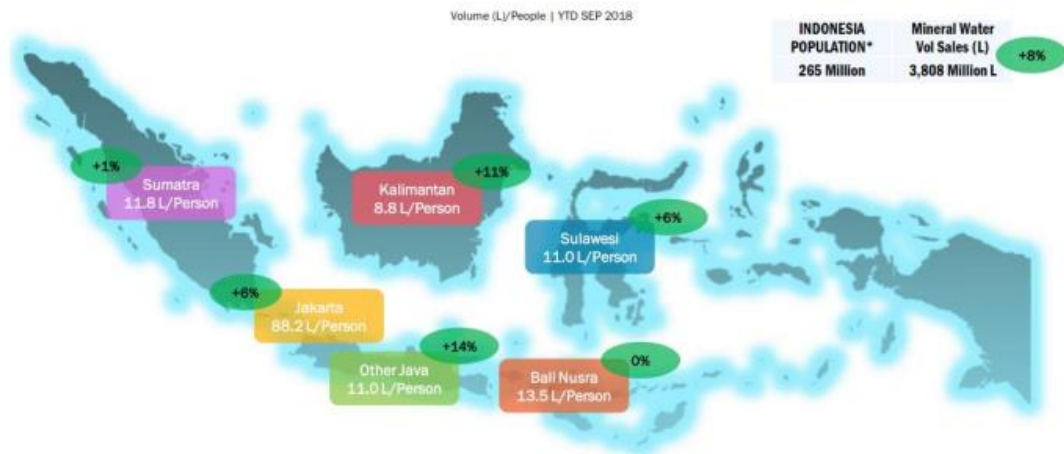 Volume (L)/People | YTD SEP 2018
INDONESIA
POPULATION*
Mineral Water
Vol Sales (L)
+8%
265 Million
3,808 Million L
+1%
Sumatra
11.8 L/Person
+11%
Kalimantan
8.8 L/Person
+6%
Sulawesi
11.0 L/Person
+6%
Jakarta
88.2 L/Person
+14%
Other Java
11.0 L/Person
0%
Bali Nusra
13.5 L/Person